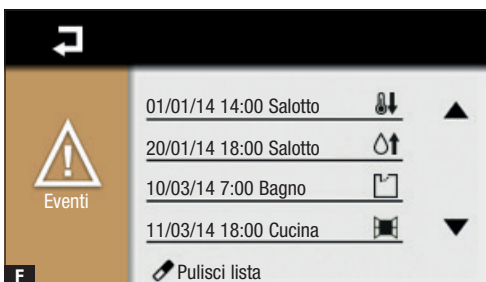 01/01/14 14:00 Salotto
20/01/14 18:00 Salotto
Eventi
10/03/14 7:00 Bagno
11/03/14 18:00 Cucina
Pulisci lista
F